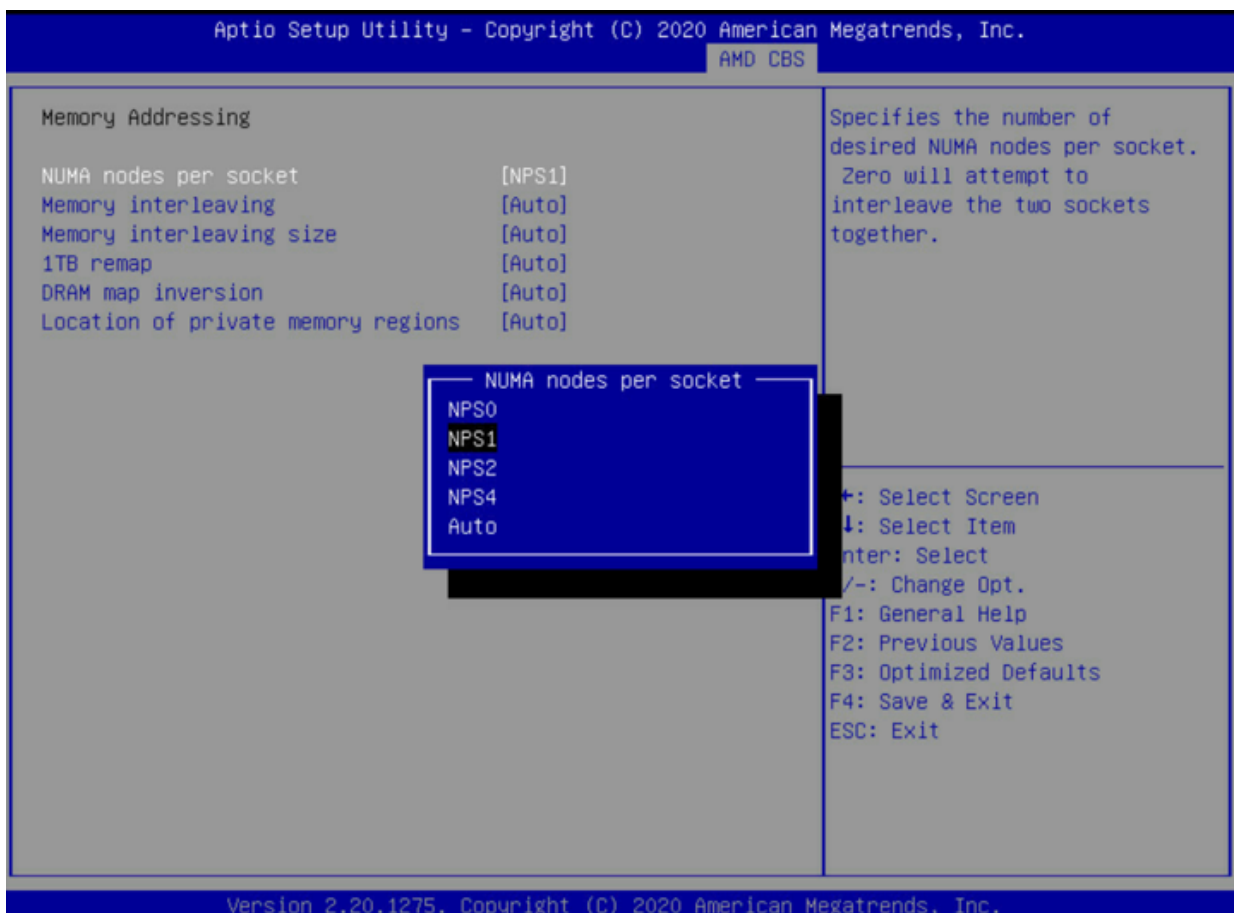 Aptio Setup Utility – Copyright (C) 2020 American Megatrends, Inc.
AMD CBS
Memory Addressing
NUMA nodes per socket [NPS1]
Memory interleaving [Auto]
Memory interleaving size [Auto]
1TB remap [Auto]
DRAM map inversion [Auto]
Location of private memory regions [Auto]
Specifies the number of
desired NUMA nodes per socket.
Zero will attempt to
interleave the two sockets
together.
NUMA nodes per socket
NPS0
NPS1
NPS2
NPS4
Auto
: Select Screen
: Select Item
nter: Select
/-: Change Opt.
F1: General Help
F2: Previous Values
F3: Optimized Defaults
F4: Save & Exit
ESC: Exit
Version 2.20.1275. Copyright (C) 2020 American Megatrends, Inc.